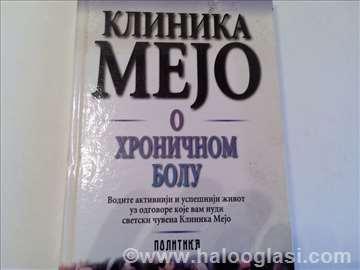 КЛИНИКА
МЕЈО
О
ХРОНИЧНОМ
БОЛУ
Водите активнији и успешнији живот
уз одговоре које вам нуди
светски чувена Клиника Мејо
ПОЛИТИКА
www.halooglasi.com